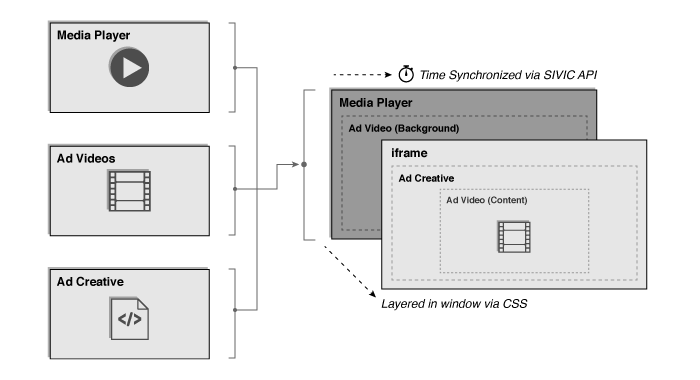 Media Player
Ad Videos
Ad Creative
</>
Time Synchronized via SIVIC API
Media Player
Ad Video (Background)
iframe
Ad Creative
Ad Video (Content)
Layered in window via CSS